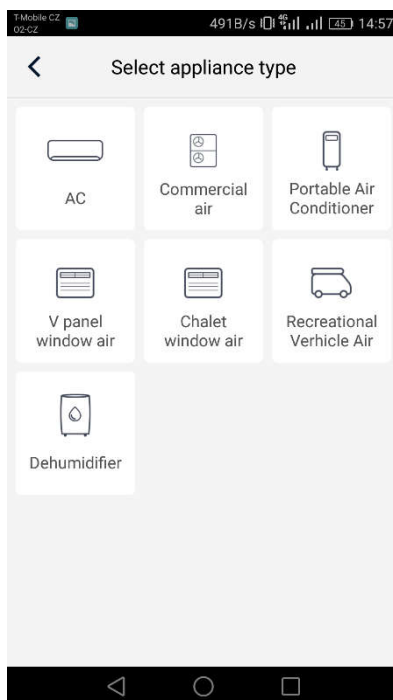 T-Mobile CZ
O2-CZ
491B/s 4G 45 14:57
Select appliance type
AC
Commercial
air
Portable Air
Conditioner
V panel
window air
Chalet
window air
Recreational
Verhicle Air
Dehumidifier